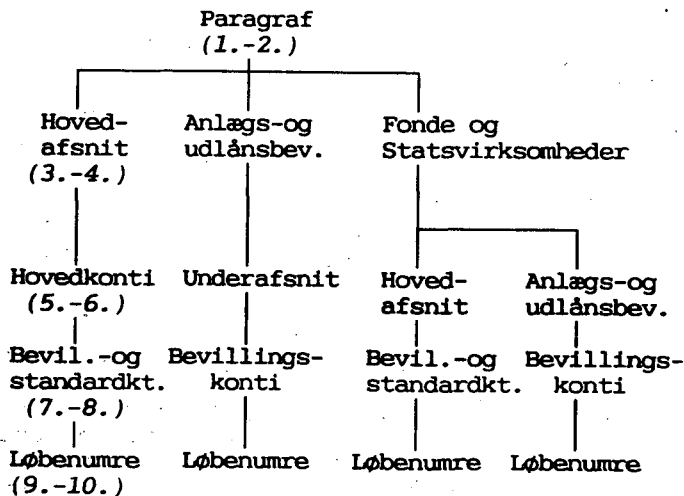 Paragraf
(1.-2.)
Hoved-
afsnit
(3.-4.)
Anlægs-og
udlånsbev.
Fonde og
Statsvirksomheder
Hovedkonti
(5.-6.)
Underafsnit
Hoved-
afsnit
Anlægs-og
udlånsbev.
Bevil.-og
standardkt.
(7.-8.)
Bevillings-
konti
Bevil.-og
standardkt.
Bevillings-
konti
Løbenumre
(9.-10.)
Løbenumre
Løbenumre
Løbenumre